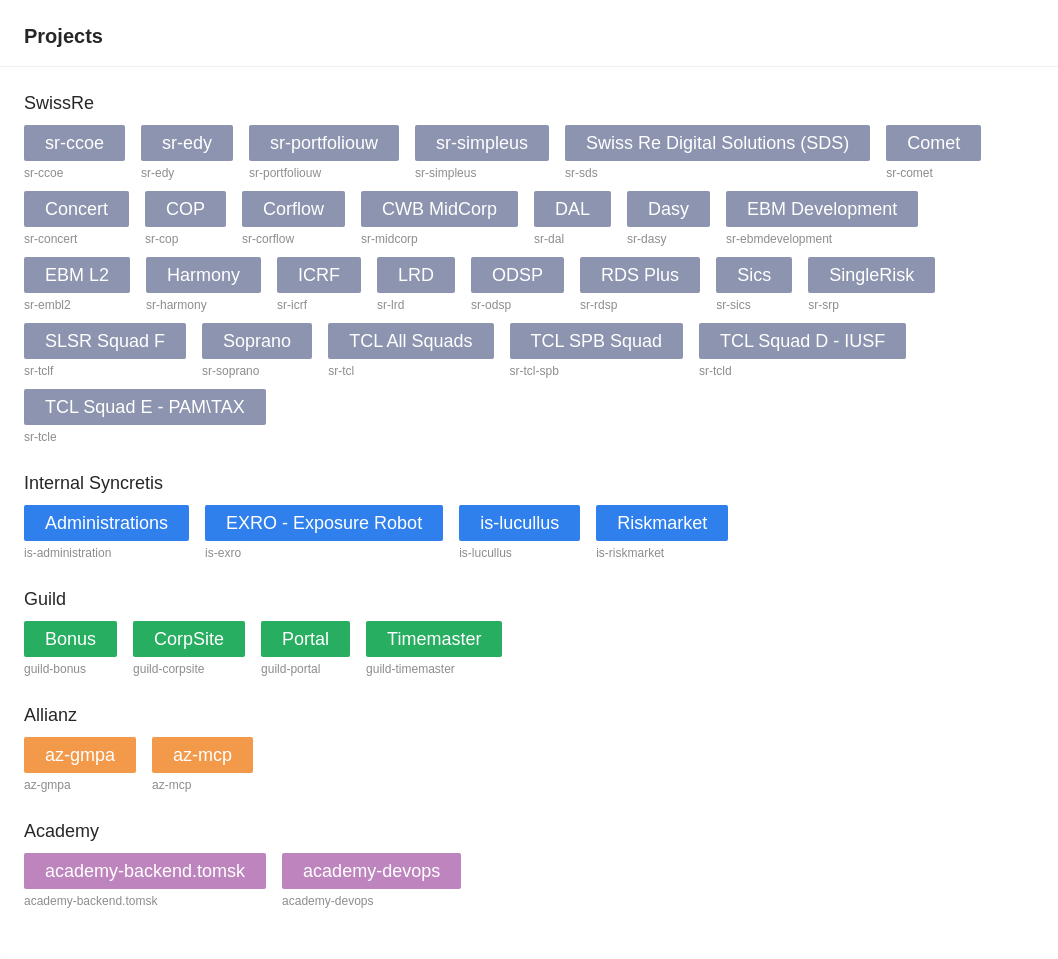 Projects
SwissRe
sr-ccoe sr-edy sr-portfoliouw sr-simpleus Swiss Re Digital Solutions (SDS) Comet
sr-ccoe sr-edy sr-portfoliouw sr-simpleus sr-sds sr-comet
Concert COP Corflow CWB MidCorp DAL Dasy EBM Development
sr-concert sr-cop sr-corflow sr-midcorp sr-dal sr-dasy sr-ebmdevelopment
EBM L2 Harmony ICRF LRD ODSP RDS Plus Sics SingleRisk
sr-embl2 sr-harmony sr-icrf sr-lrd sr-odsp sr-rdsp sr-sics sr-srp
SLSR Squad F Soprano TCL All Squads TCL SPB Squad TCL Squad D - IUSF
sr-tclf sr-soprano sr-tcl sr-tcl-spb sr-tcld
TCL Squad E - PAM\TAX
sr-tcle
Internal Syncretis
Administrations EXRO - Exposure Robot is-lucullus Riskmarket
is-administration is-exro is-lucullus is-riskmarket
Guild
Bonus CorpSite Portal Timemaster
guild-bonus guild-corpsite guild-portal guild-timemaster
Allianz
az-gmpa az-mcp
az-gmpa az-mcp
Academy
academy-backend.tomsk academy-devops
academy-backend.tomsk academy-devops